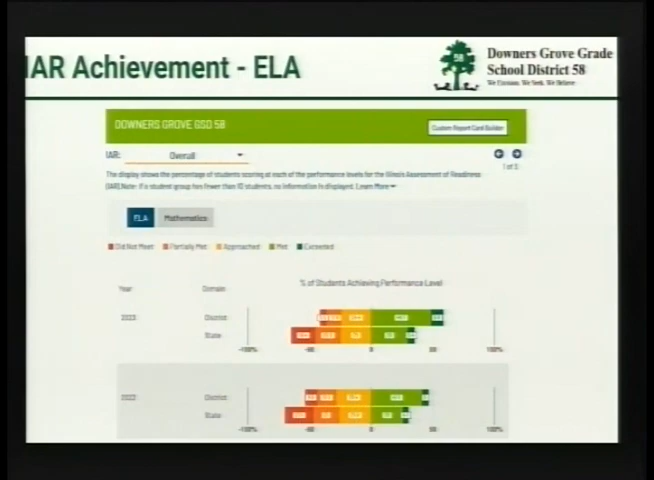 IAR Achievement - ELA
Downers Grove Grade
School District 58
58
We Envision. We Seek. We Believe
DOWNERS GROVE GSD 58
Custom Report Card Builder
IAR:
Overall
1 of 3
The display shows the percentage of students scoring at each of the performance levels for the Illinois Assessment of Readiness
(IAR).Note: if a student group has fewer than 10 students, no information is displayed. Learn More
ELA
Mathematics
Did Not Meet
Partially Met
Approached
Met
Exceeded
Year
Domain
% of Students Achieving Performance Level
2023
District
State
-100%
-50
0
50
100%
2022
District
State
-100%
-50
0
50
100%